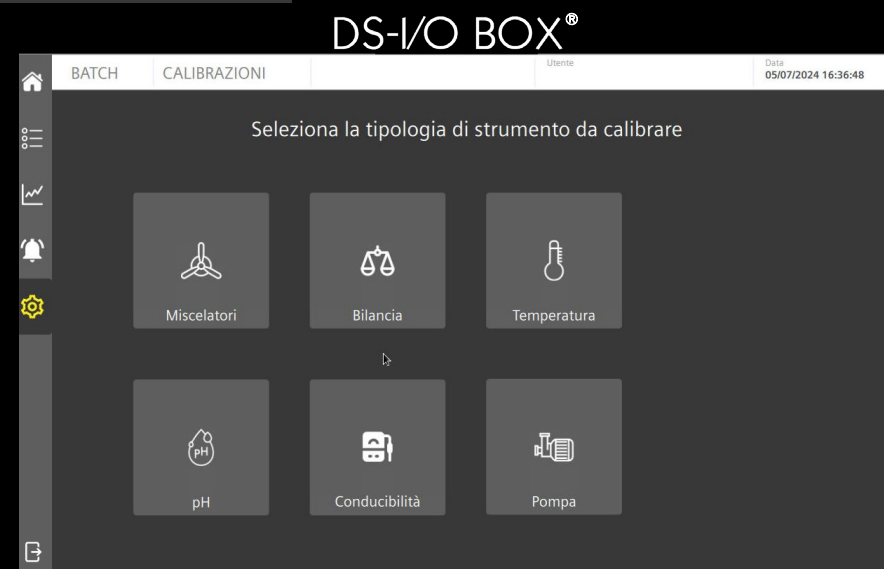 DS-I/O BOX®
BATCH CALIBRAZIONI Utente Data
05/07/2024 16:36:48
Seleziona la tipologia di strumento da calibrare
Miscelatori Bilancia Temperatura
pH
pH Conducibilità Pompa